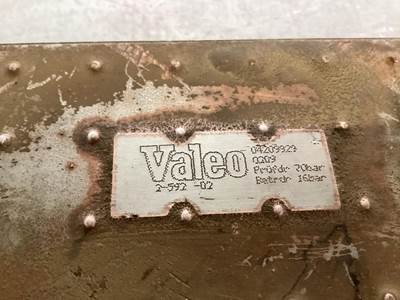 Valeo
2-592 -02
04209929
0209
Prüfdr 20bar
Betrdr 16bar